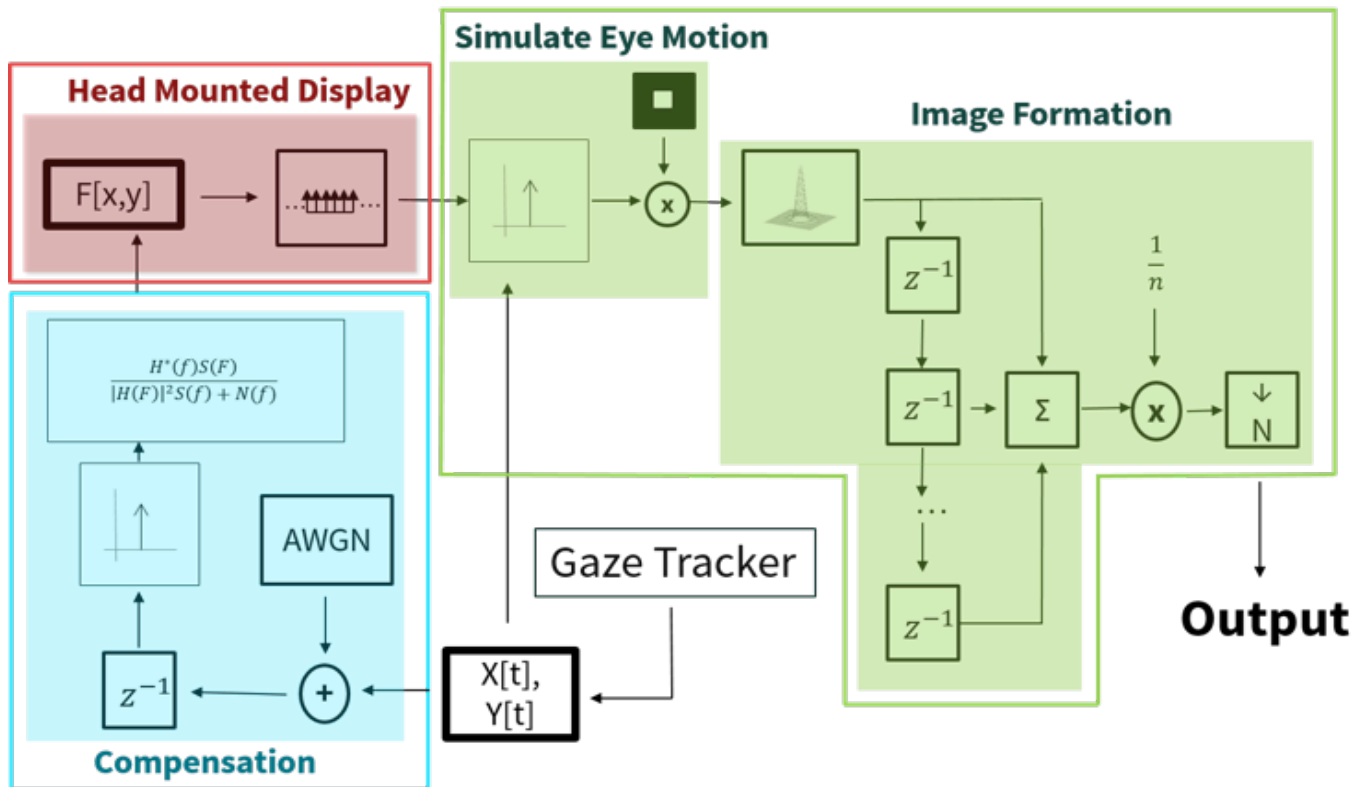 Simulate Eye Motion
Head Mounted Display
Image Formation
F[x,y]
...
...
x
z⁻¹
1
n
z⁻¹
Σ
x
↓
N
...
z⁻¹
H*(f)S(F)
|H(F)|²S(f) + N(f)
AWGN
Gaze Tracker
Output
z⁻¹
+
X[t],
Y[t]
Compensation